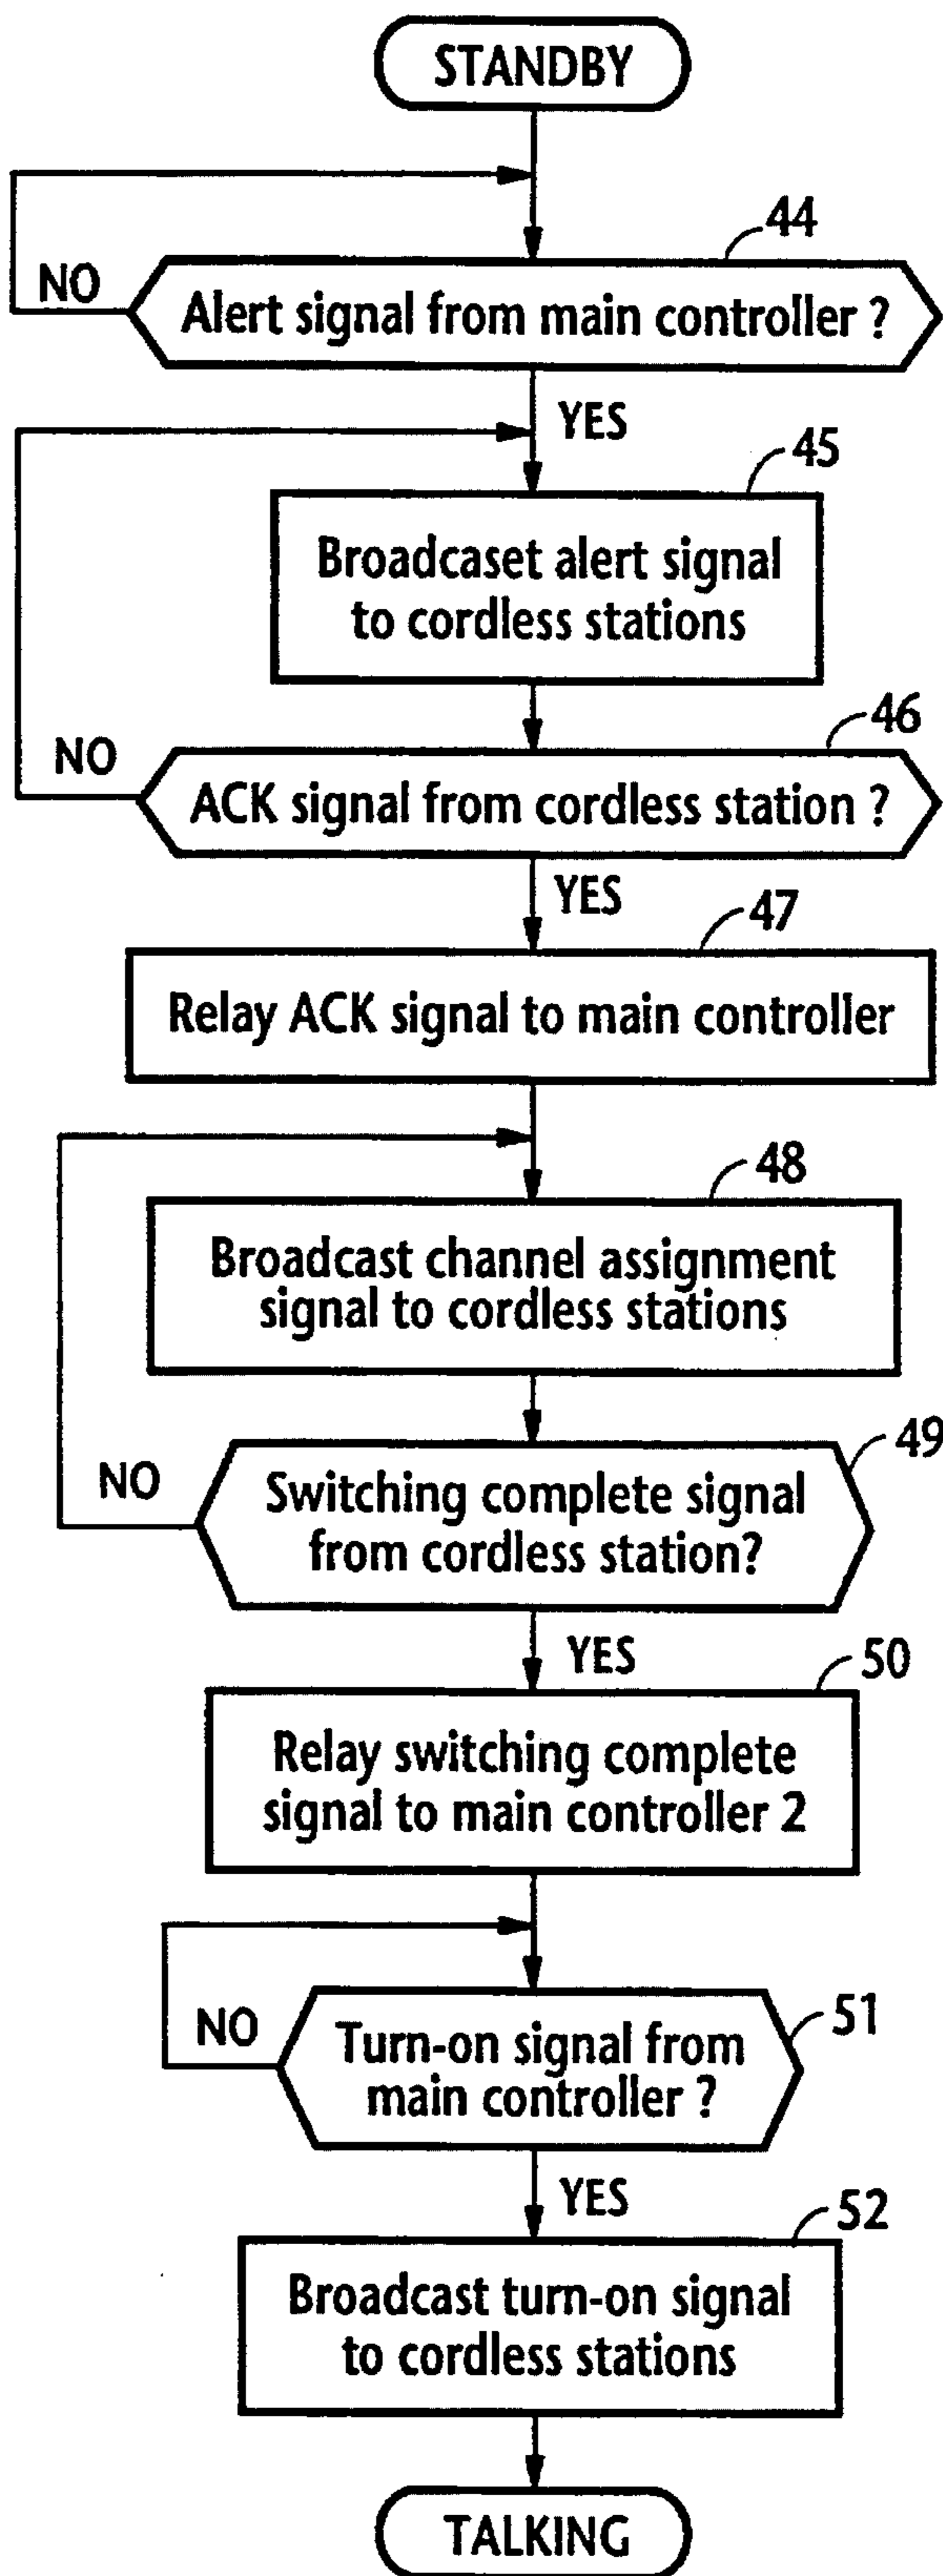 STANDBY
44
NO
Alert signal from main controller ?
YES
45
Broadcaset alert signal
to cordless stations
46
NO
ACK signal from cordless station ?
YES
47
Relay ACK signal to main controller
48
Broadcast channel assignment
signal to cordless stations
49
NO
Switching complete signal
from cordless station?
YES
50
Relay switching complete
signal to main controller 2
51
NO
Turn-on signal from
main controller ?
YES
52
Broadcast turn-on signal
to cordless stations
TALKING